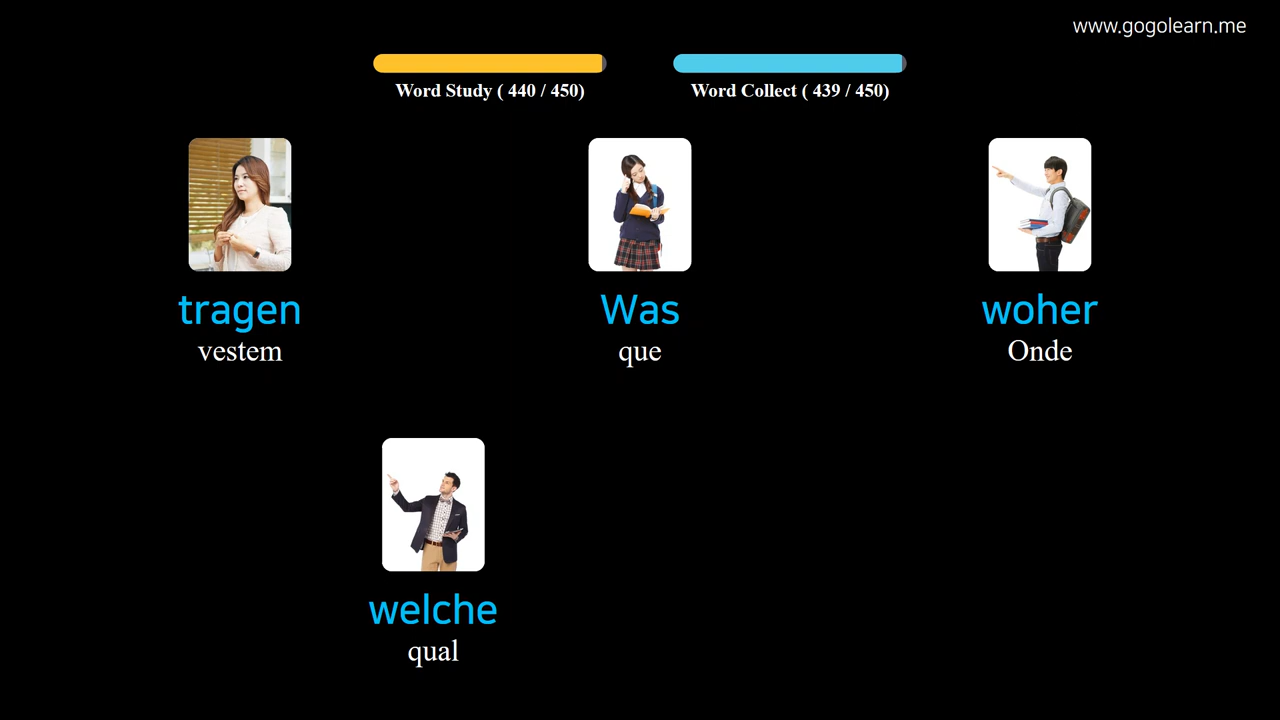 www.gogolearn.me
Word Study ( 440 / 450)
Word Collect ( 439 / 450)
tragen
vestem
Was
que
woher
Onde
welche
qual